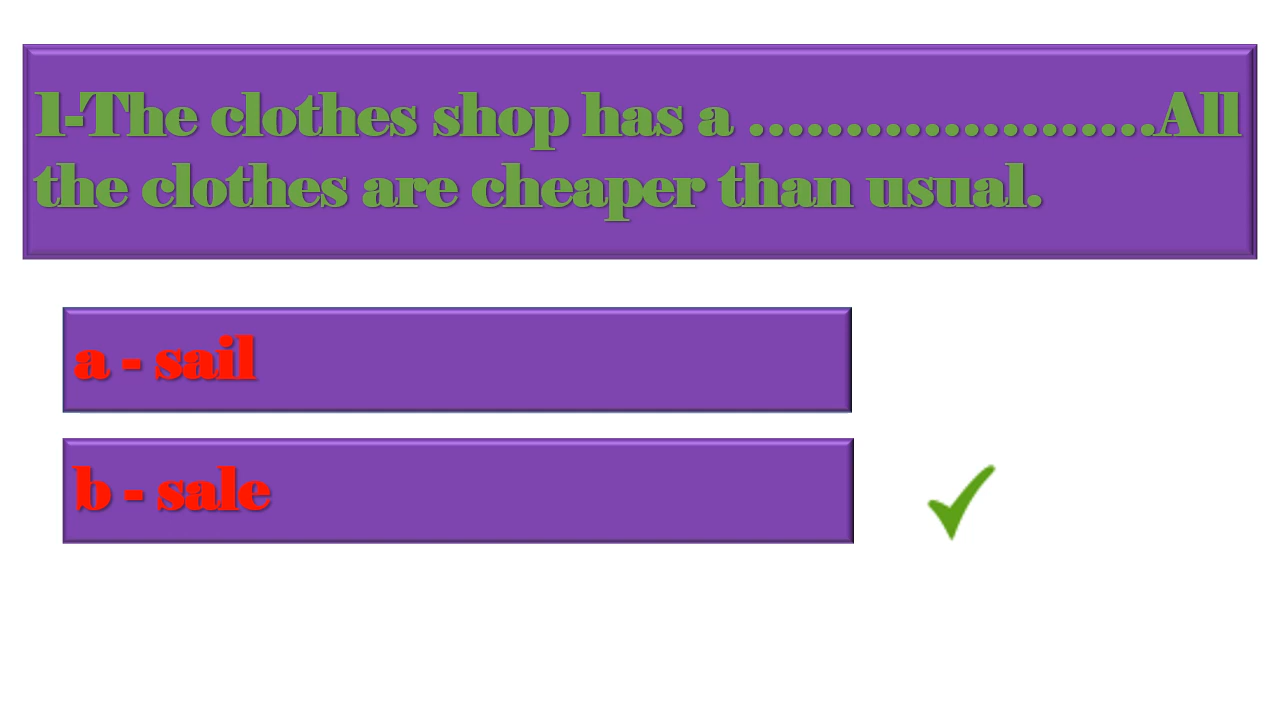 1-The clothes shop has a .....................All
the clothes are cheaper than usual.
a - sail
b - sale